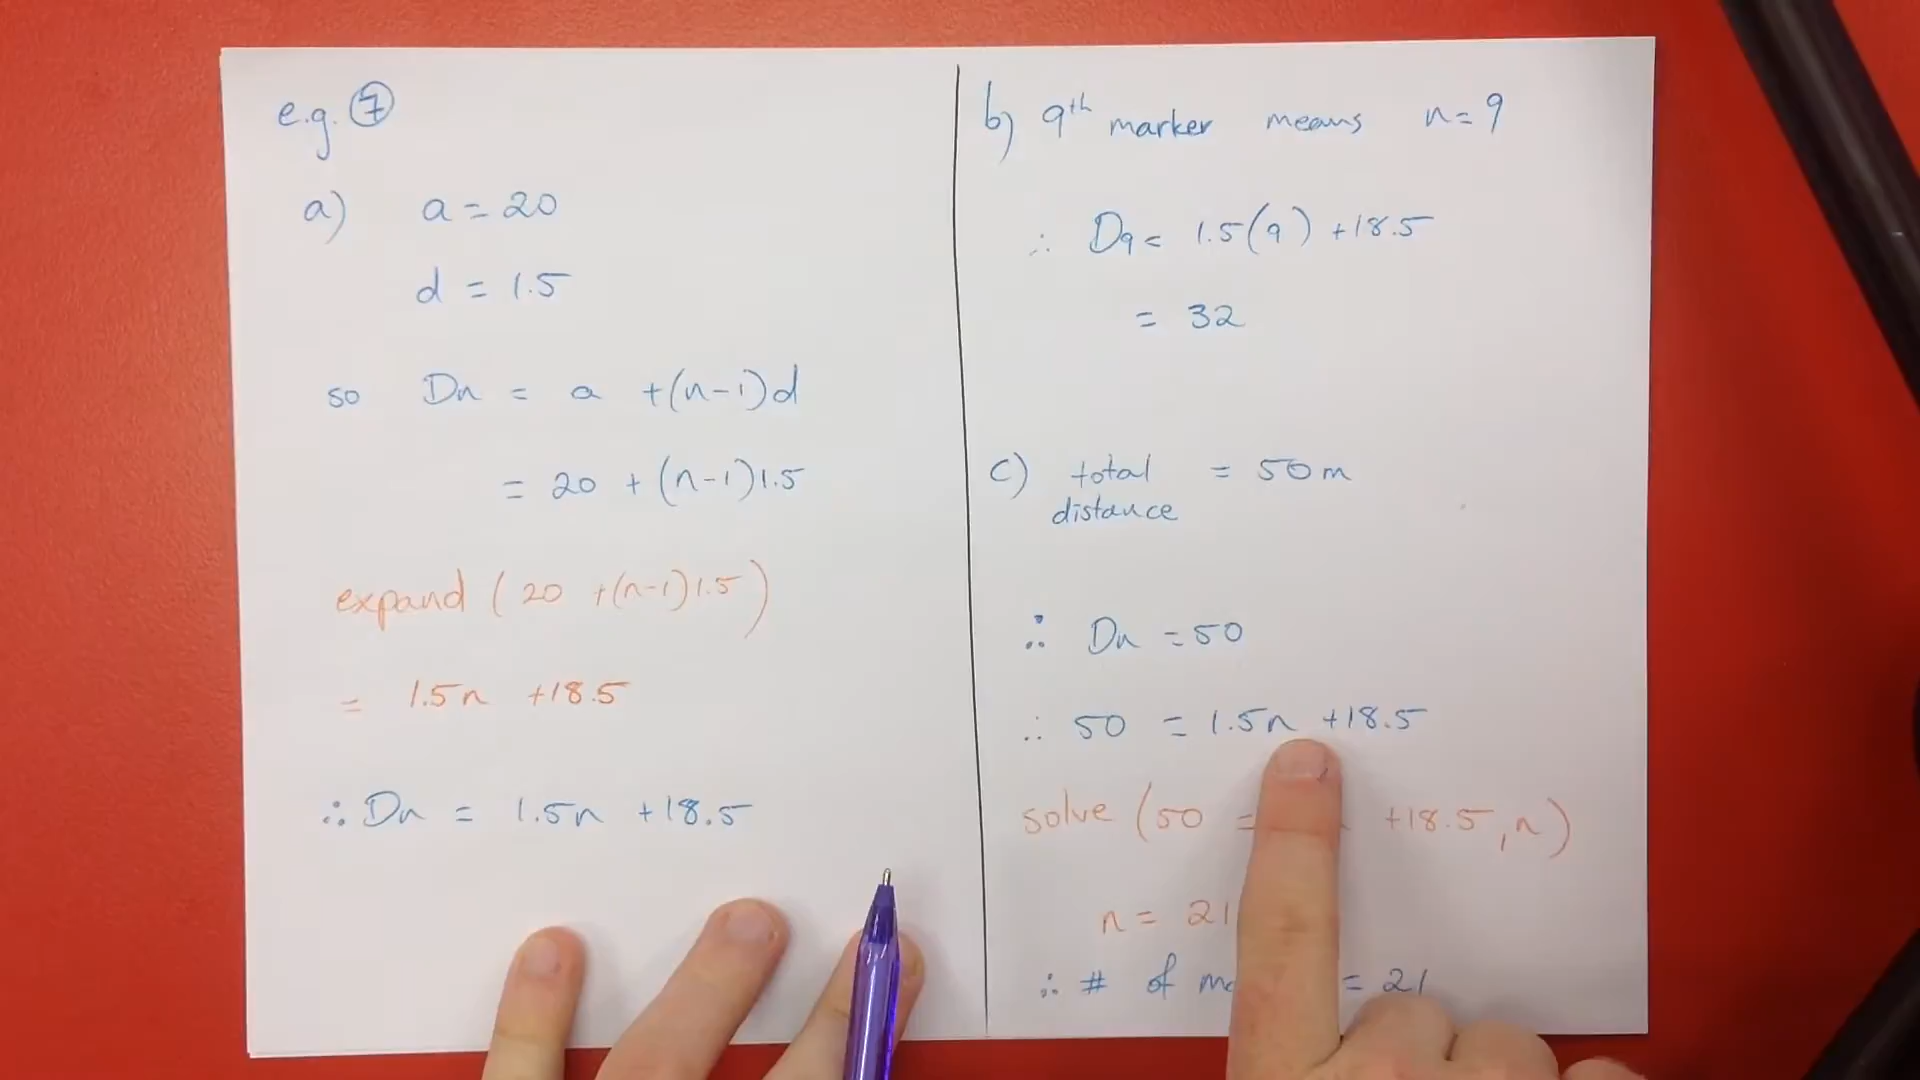 e.g. ⑦
a) a = 20
d = 1.5
so Dn = a +(n-1)d
= 20 + (n-1)1.5
expand (20 +(n-1)1.5)
= 1.5n +18.5
∴ Dn = 1.5n +18.5
b) 9th marker means n=9
∴ D9 = 1.5(9) +18.5
= 32
c) total distance = 50m
∴ Dn = 50
∴ 50 = 1.5n +18.5
solve (50 = +18.5, n)
n = 21
∴ # of = 21